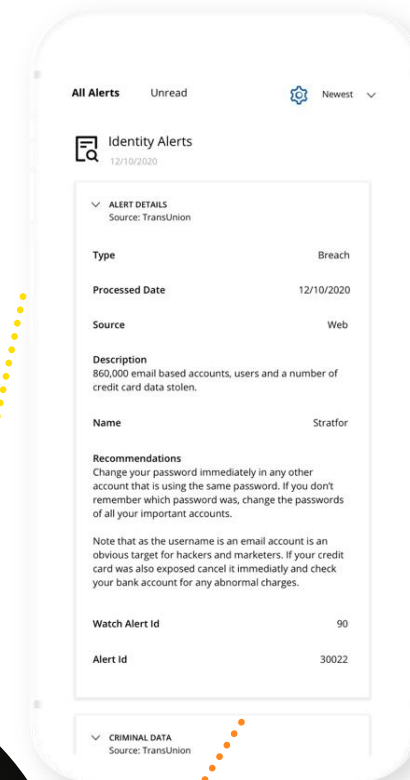 All Alerts Unread Newest
Identity Alerts
12/10/2020
ALERT DETAILS
Source: TransUnion
Type Breach
Processed Date 12/10/2020
Source Web
Description
860,000 email based accounts, users and a number of
credit card data stolen.
Name Stratfor
Recommendations
Change your password immediately in any other
account that is using the same password. If you don't
remember which password was, change the passwords
of all your important accounts.
Note that as the username is an email account is an
obvious target for hackers and marketers. If your credit
card was also exposed cancel it immediatly and check
your bank account for any abnormal charges.
Watch Alert Id 90
Alert Id 30022
CRIMINAL DATA
Source: TransUnion